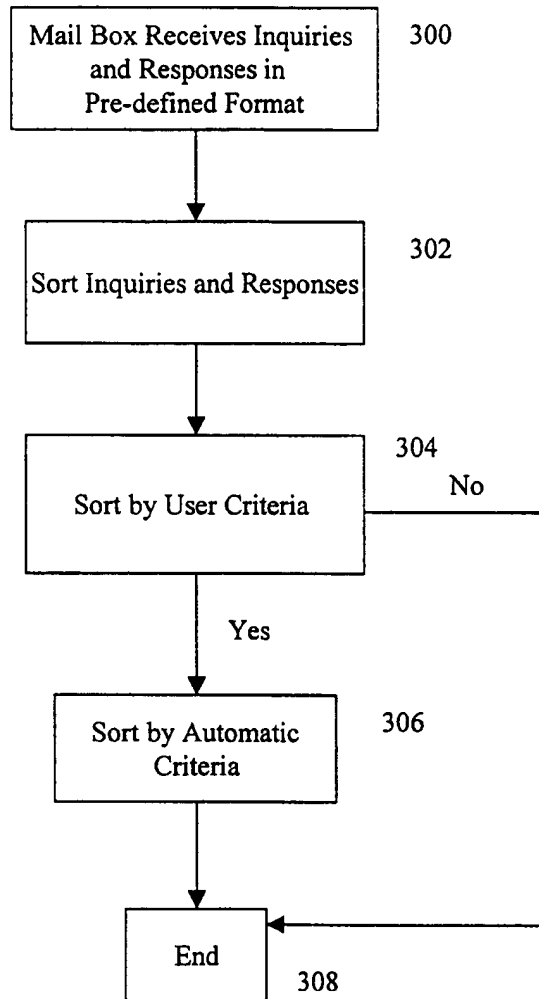 Mail Box Receives Inquiries
and Responses in
Pre-defined Format
300
302
Sort Inquiries and Responses
304
No
Sort by User Criteria
Yes
306
Sort by Automatic
Criteria
End
308